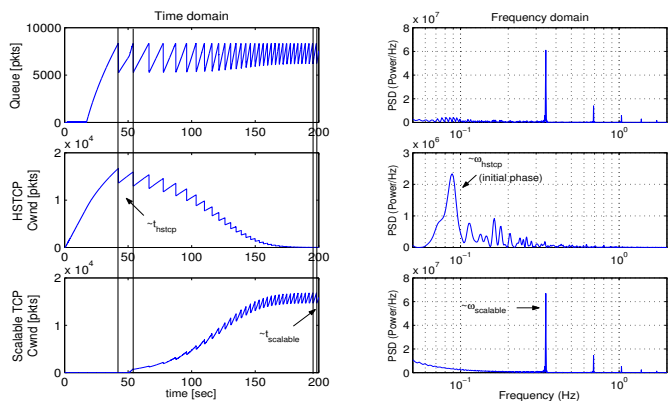 Time domain
Queue [pkts]
10000
5000
0
0 50 100 150 200
HSTCP
Cwnd [pkts]
x 10^4
2
1
0
~t_hstcp
0 50 100 150 200
Scalable TCP
Cwnd [pkts]
x 10^4
2
1
0
~t_scalable
0 50 100 150 200
time [sec]
Frequency domain
PSD (Power/Hz)
x 10^7
8
6
4
2
0
10^-1 10^0
PSD (Power/Hz)
x 10^6
3
2
1
0
~ω_hstcp
(initial phase)
10^-1 10^0
PSD (Power/Hz)
x 10^7
8
6
4
2
0
~ω_scalable
10^-1 10^0
Frequency (Hz)